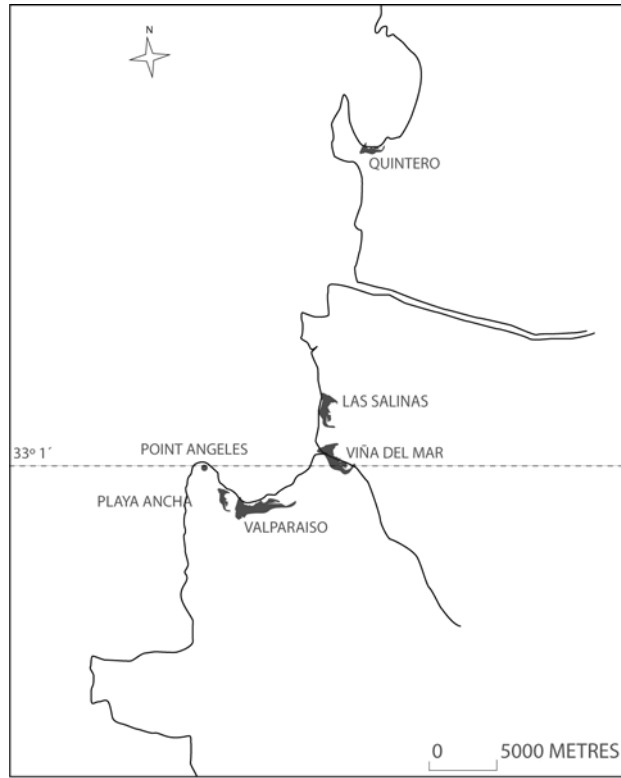 N
QUINTERO
LAS SALINAS
33º 1´
POINT ANGELES
VIÑA DEL MAR
PLAYA ANCHA
VALPARAISO
0 5000 METRES